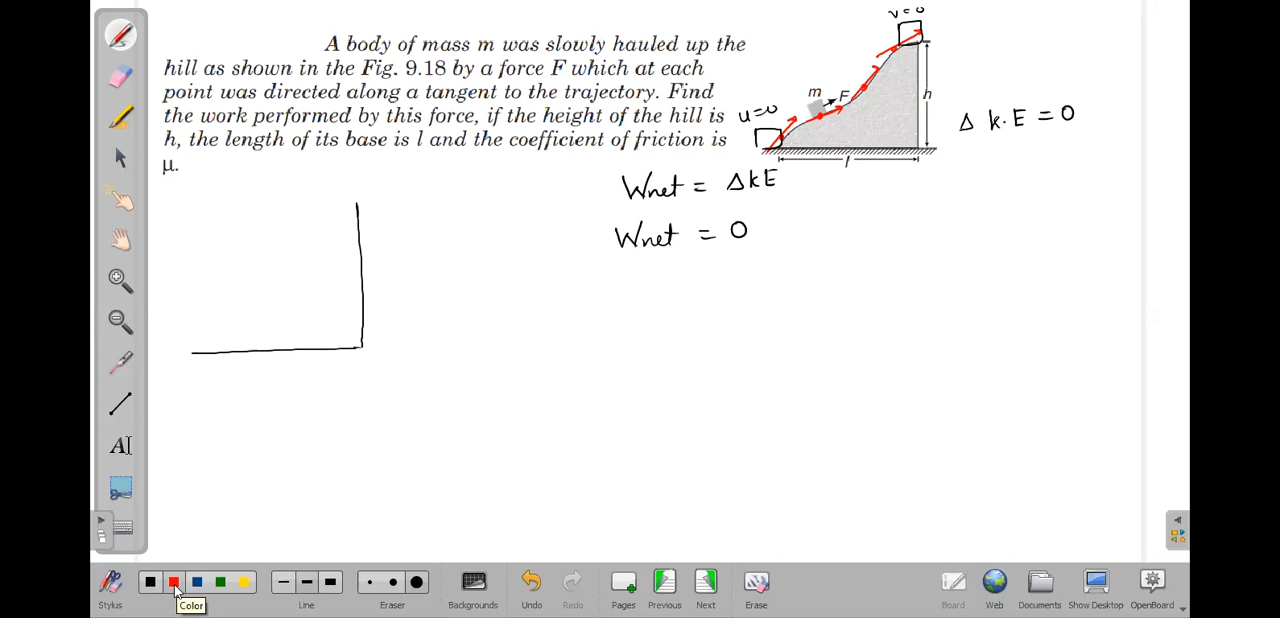 v=0
A body of mass m was slowly hauled up the
hill as shown in the Fig. 9.18 by a force F which at each
point was directed along a tangent to the trajectory. Find
the work performed by this force, if the height of the hill is
h, the length of its base is l and the coefficient of friction is
μ.
m
F
u=0
h
l
Δ K.E = 0
Wnet = ΔKE
Wnet = 0
A
Color
Stylus
Line
Eraser
Backgrounds
Undo
Redo
Pages
Previous
Next
Erase
Board
Web
Documents
Show Desktop
OpenBoard